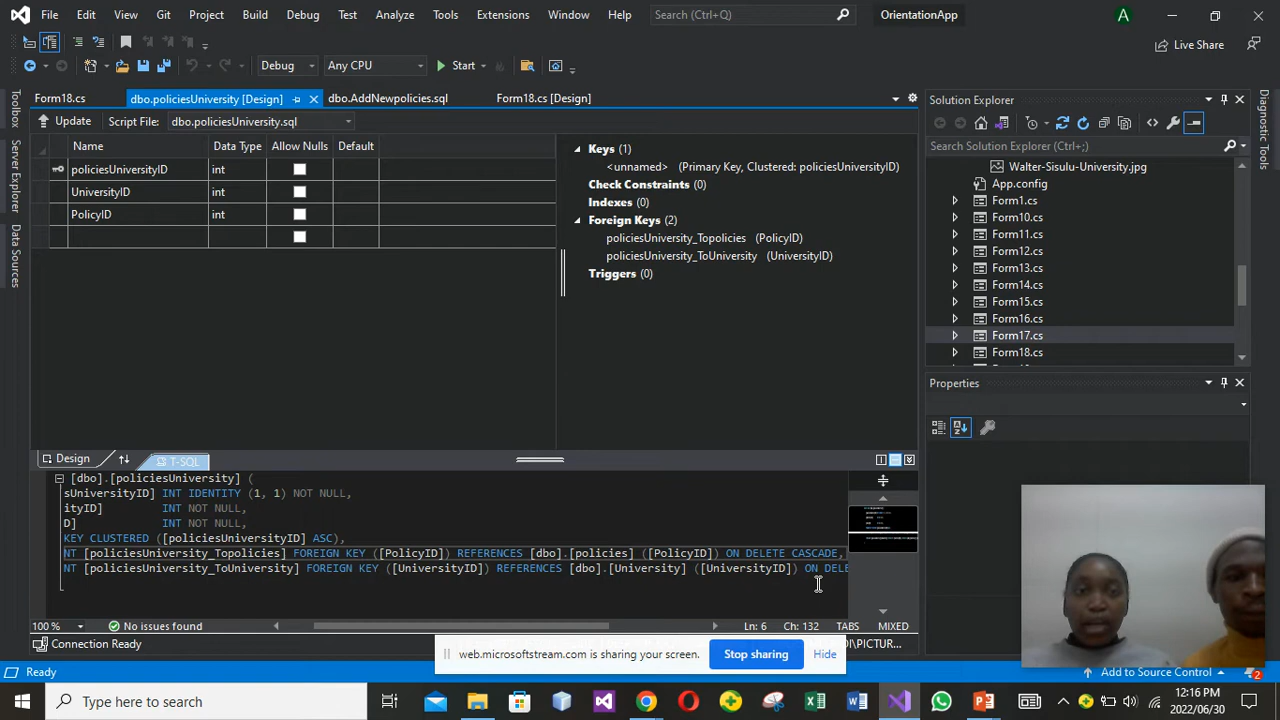 File Edit View Git Project Build Debug Test Analyze Tools Extensions Window Help Search (Ctrl+Q) OrientationApp A
Debug Any CPU Start Live Share
Form18.cs dbo.policiesUniversity [Design] dbo.AddNewpolicies.sql Form18.cs [Design]
Update Script File: dbo.policiesUniversity.sql
Toolbox
Server Explorer
Data Sources
Name Data Type Allow Nulls Default
policiesUniversityID int
UniversityID int
PolicyID int
Keys (1)
<unnamed> (Primary Key, Clustered: policiesUniversityID)
Check Constraints (0)
Indexes (0)
Foreign Keys (2)
policiesUniversity_Topolicies (PolicyID)
policiesUniversity_ToUniversity (UniversityID)
Triggers (0)
Solution Explorer
Search Solution Explorer (Ctrl+;)
Walter-Sisulu-University.jpg
App.config
Form1.cs
Form10.cs
Form11.cs
Form12.cs
Form13.cs
Form14.cs
Form15.cs
Form16.cs
Form17.cs
Form18.cs
Diagnostic Tools
Properties
Design T-SQL
[dbo].[policiesUniversity] (
sUniversityID] INT IDENTITY (1, 1) NOT NULL,
ityID] INT NOT NULL,
D] INT NOT NULL,
KEY CLUSTERED ([policiesUniversityID] ASC),
NT [policiesUniversity_Topolicies] FOREIGN KEY ([PolicyID]) REFERENCES [dbo].[policies] ([PolicyID]) ON DELETE CASCADE,
NT [policiesUniversity_ToUniversity] FOREIGN KEY ([UniversityID]) REFERENCES [dbo].[University] ([UniversityID]) ON DELE
100 % No issues found Ln: 6 Ch: 132 TABS MIXED
Connection Ready \PICTUR...
web.microsoftstream.com is sharing your screen. Stop sharing Hide
Ready Add to Source Control 2
Type here to search 12:16 PM
2022/06/30